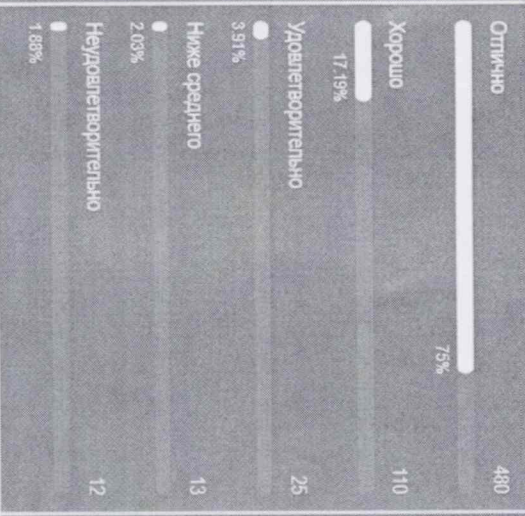 Отлично 480
75%
Хорошо 110
17.19%
Удовлетворительно 25
3.91%
Ниже среднего 13
2.03%
Неудовлетворительно 12
1.88%